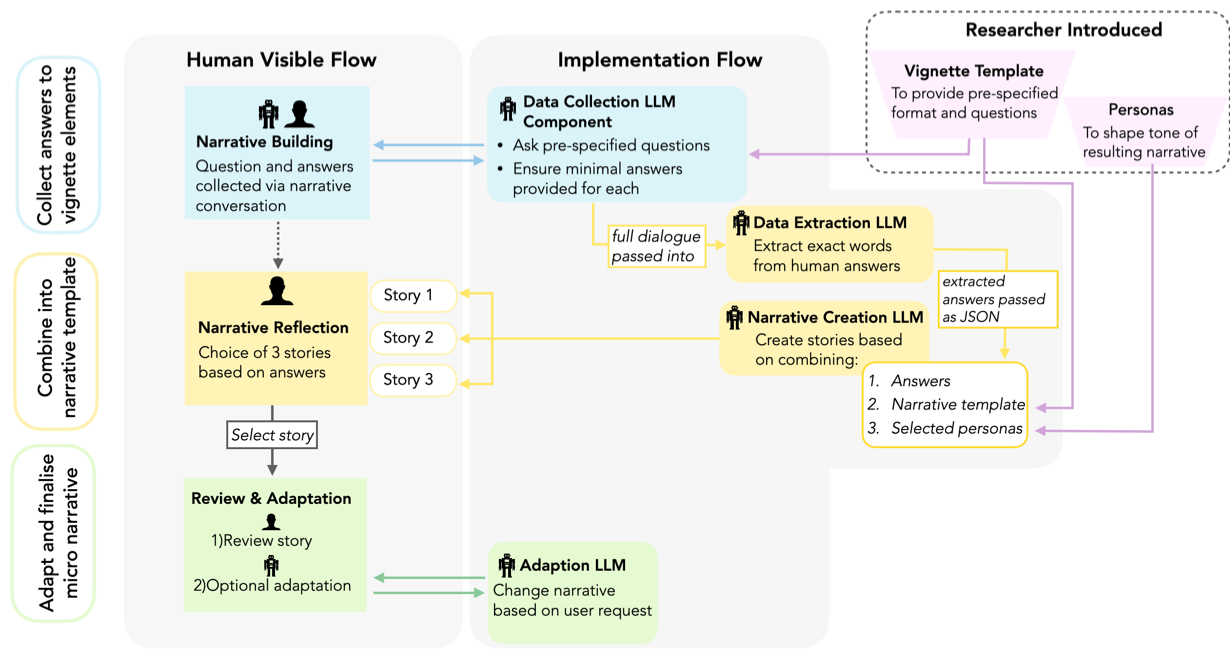 Researcher Introduced
Human Visible Flow
Implementation Flow
Vignette Template
To provide pre-specified
format and questions
Personas
To shape tone of
resulting narrative
Collect answers to
vignette elements
Narrative Building
Question and answers
collected via narrative
conversation
Data Collection LLM
Component
• Ask pre-specified questions
• Ensure minimal answers
provided for each
full dialogue
passed into
Data Extraction LLM
Extract exact words
from human answers
extracted
answers passed
as JSON
Combine into
narrative template
Narrative Reflection
Choice of 3 stories
based on answers
Story 1
Story 2
Story 3
Narrative Creation LLM
Create stories based
on combining:
1. Answers
2. Narrative template
3. Selected personas
Select story
Adapt and finalise
micro narrative
Review & Adaptation
1)Review story
2)Optional adaptation
Adaption LLM
Change narrative
based on user request